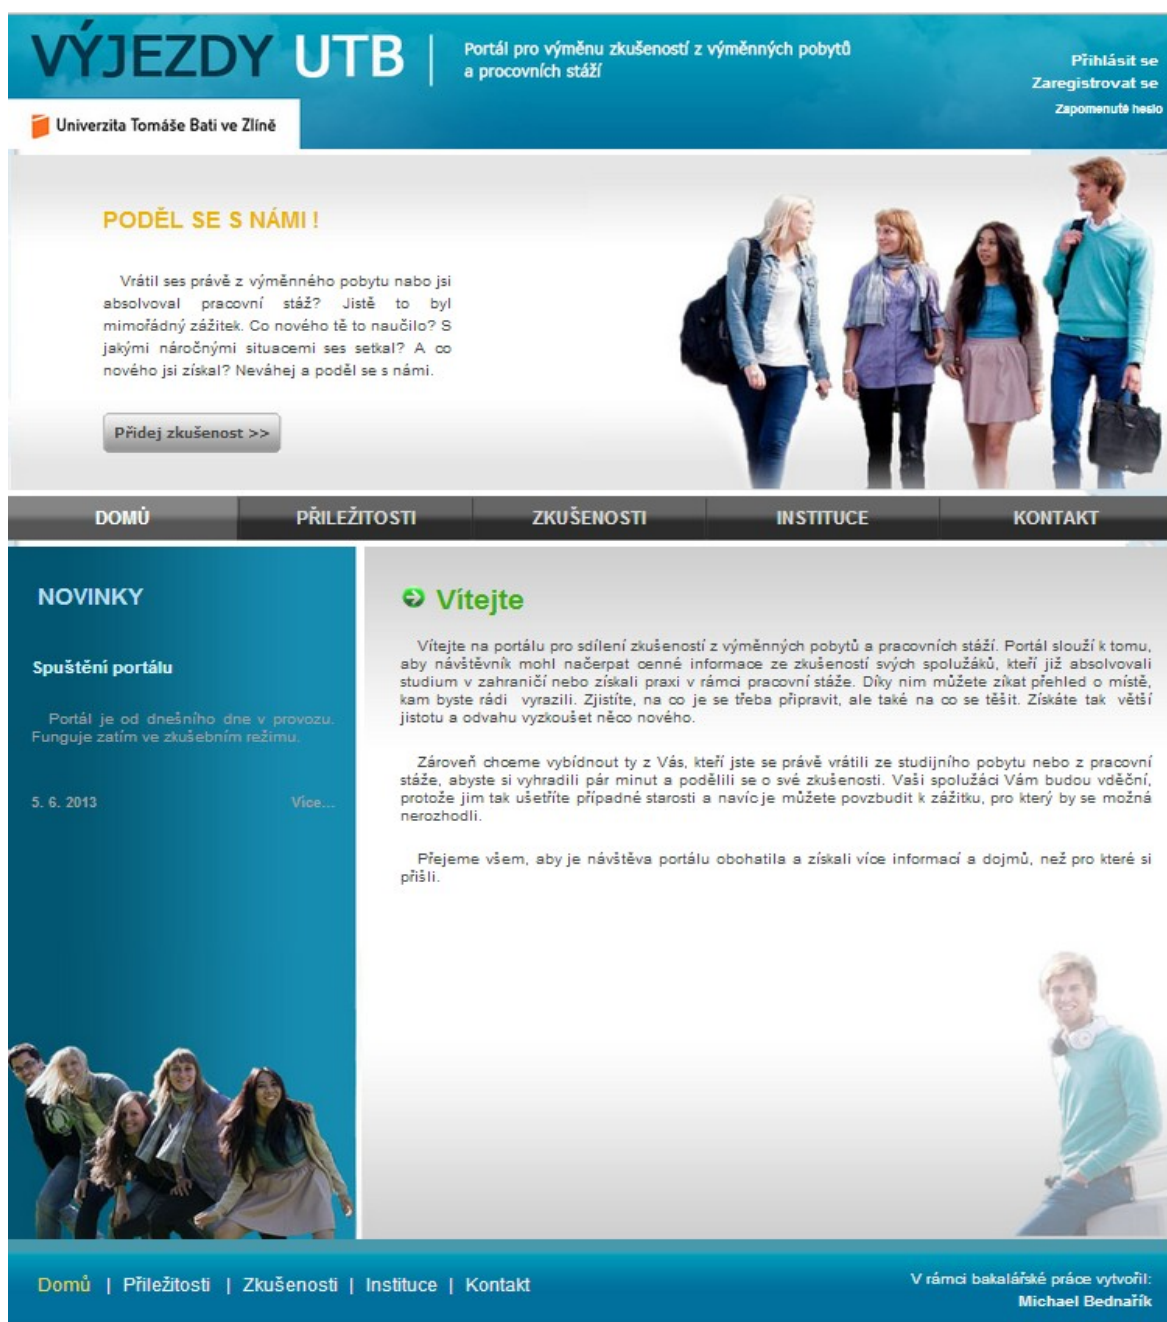 VÝJEZDY UTB
Portál pro výměnu zkušeností z výměnných pobytů
a procovních stáží
Přihlásit se
Zaregistrovat se
Zapomenuté heslo
Univerzita Tomáše Bati ve Zlíně
PODĚL SE S NÁMI !
Vrátil ses právě z výměnného pobytu nabo jsi
absolvoval pracovní stáž? Jistě to byl
mimořádný zážitek. Co nového tě to naučilo? S
jakými náročnými situacemi ses setkal? A co
nového jsi získal? Neváhej a poděl se s námi.
Přidej zkušenost >>
DOMŮ PŘILEŽITOSTI ZKUŠENOSTI INSTITUCE KONTAKT
NOVINKY
Spuštění portálu
Portál je od dnešního dne v provozu.
Funguje zatím ve zkušebním režimu.
5. 6. 2013 Více...
Vítejte
Vítejte na portálu pro sdílení zkušeností z výměnných pobytů a pracovních stáží. Portál slouží k tomu,
aby návštěvník mohl načerpat cenné informace ze zkušeností svých spolužáků, kteří již absolvovali
studium v zahraničí nebo získali praxi v rámci pracovní stáže. Díky nim můžete zíkat přehled o místě,
kam byste rádi vyrazili. Zjistíte, na co je se třeba připravit, ale také na co se těšit. Získáte tak větší
jistotu a odvahu vyzkoušet něco nového.
Zároveň chceme vybídnout ty z Vás, kteří jste se právě vrátili ze studijního pobytu nebo z pracovní
stáže, abyste si vyhradili pár minut a podělili se o své zkušenosti. Vaši spolužáci Vám budou vděční,
protože jim tak ušetříte případné starosti a navíc je můžete povzbudit k zážitku, pro který by se možná
nerozhodli.
Přejeme všem, aby je návštěva portálu obohatila a získali více informací a dojmů, než pro které si
přišli.
Domů | Přiležitosti | Zkušenosti | Instituce | Kontakt
V rámci bakalářské práce vytvořil:
Michael Bednařík